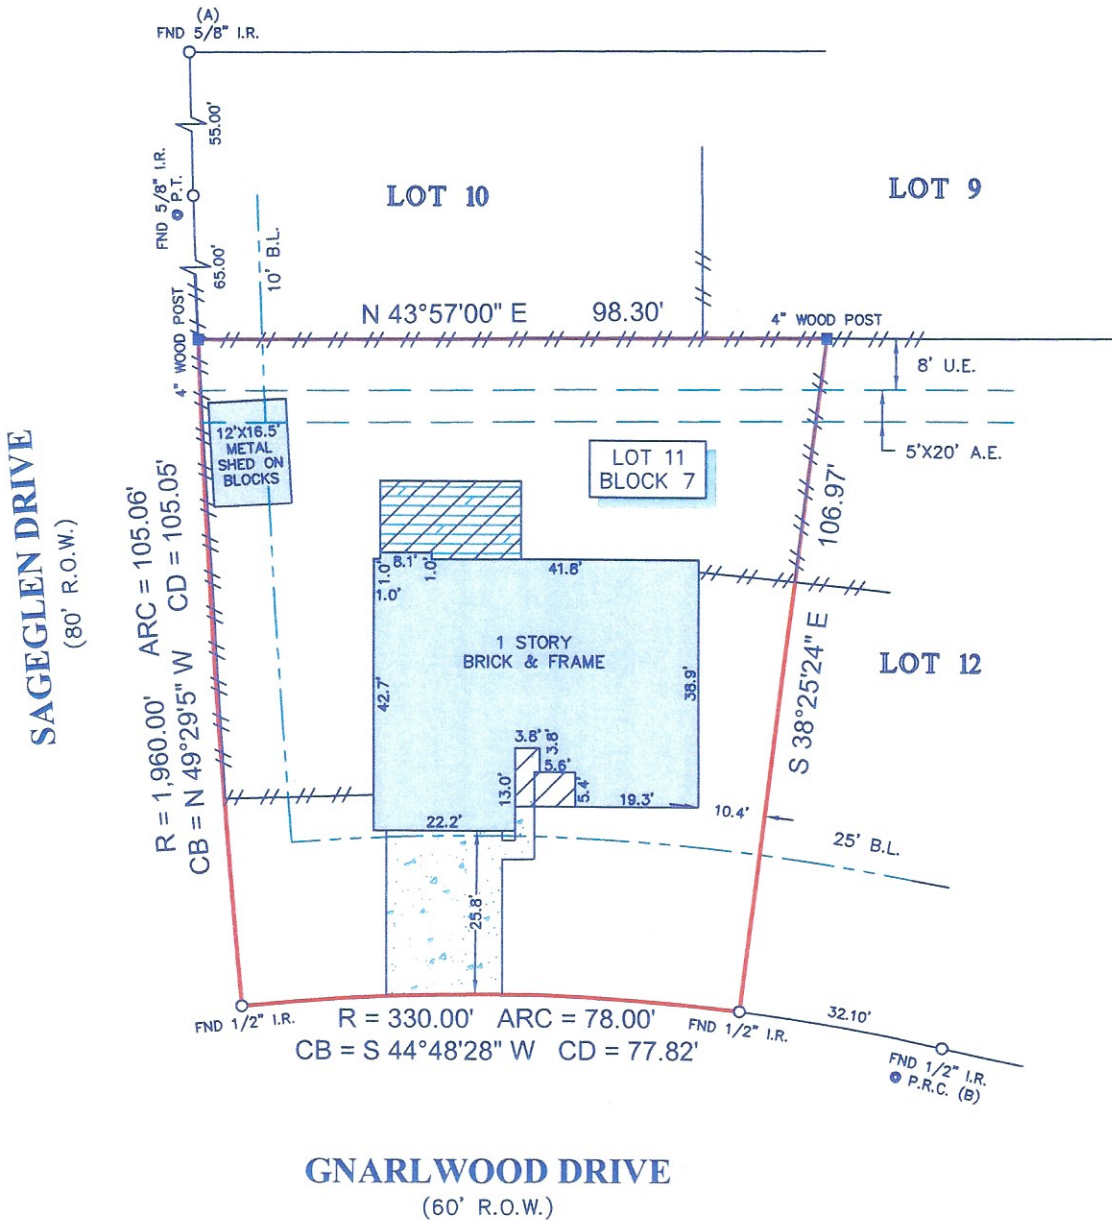 (A)
FND 5/8" I.R.
55.00'
FND 5/8" I.R.
@ P.T.
65.00'
10' B.L.
LOT 10
LOT 9
4" WOOD POST
N 43°57'00" E 98.30'
4" WOOD POST
8' U.E.
5'X20' A.E.
12'X16.5'
METAL
SHED ON
BLOCKS
LOT 11
BLOCK 7
106.97'
S 38°25'24" E
SAGEGLEN DRIVE
(80' R.O.W.)
R = 1,960.00' ARC = 105.06'
CB = N 49°29'5" W CD = 105.05'
1.0'
8.1'
1.0'
1.0'
41.8'
1 STORY
BRICK & FRAME
42.7'
38.9'
LOT 12
3.8'
3.8'
5.6'
13.0'
5.4'
19.3'
22.2'
10.4'
25' B.L.
25.8'
FND 1/2" I.R.
R = 330.00' ARC = 78.00'
CB = S 44°48'28" W CD = 77.82'
FND 1/2" I.R.
32.10'
FND 1/2" I.R.
@ P.R.C. (B)
GNARLWOOD DRIVE
(60' R.O.W.)